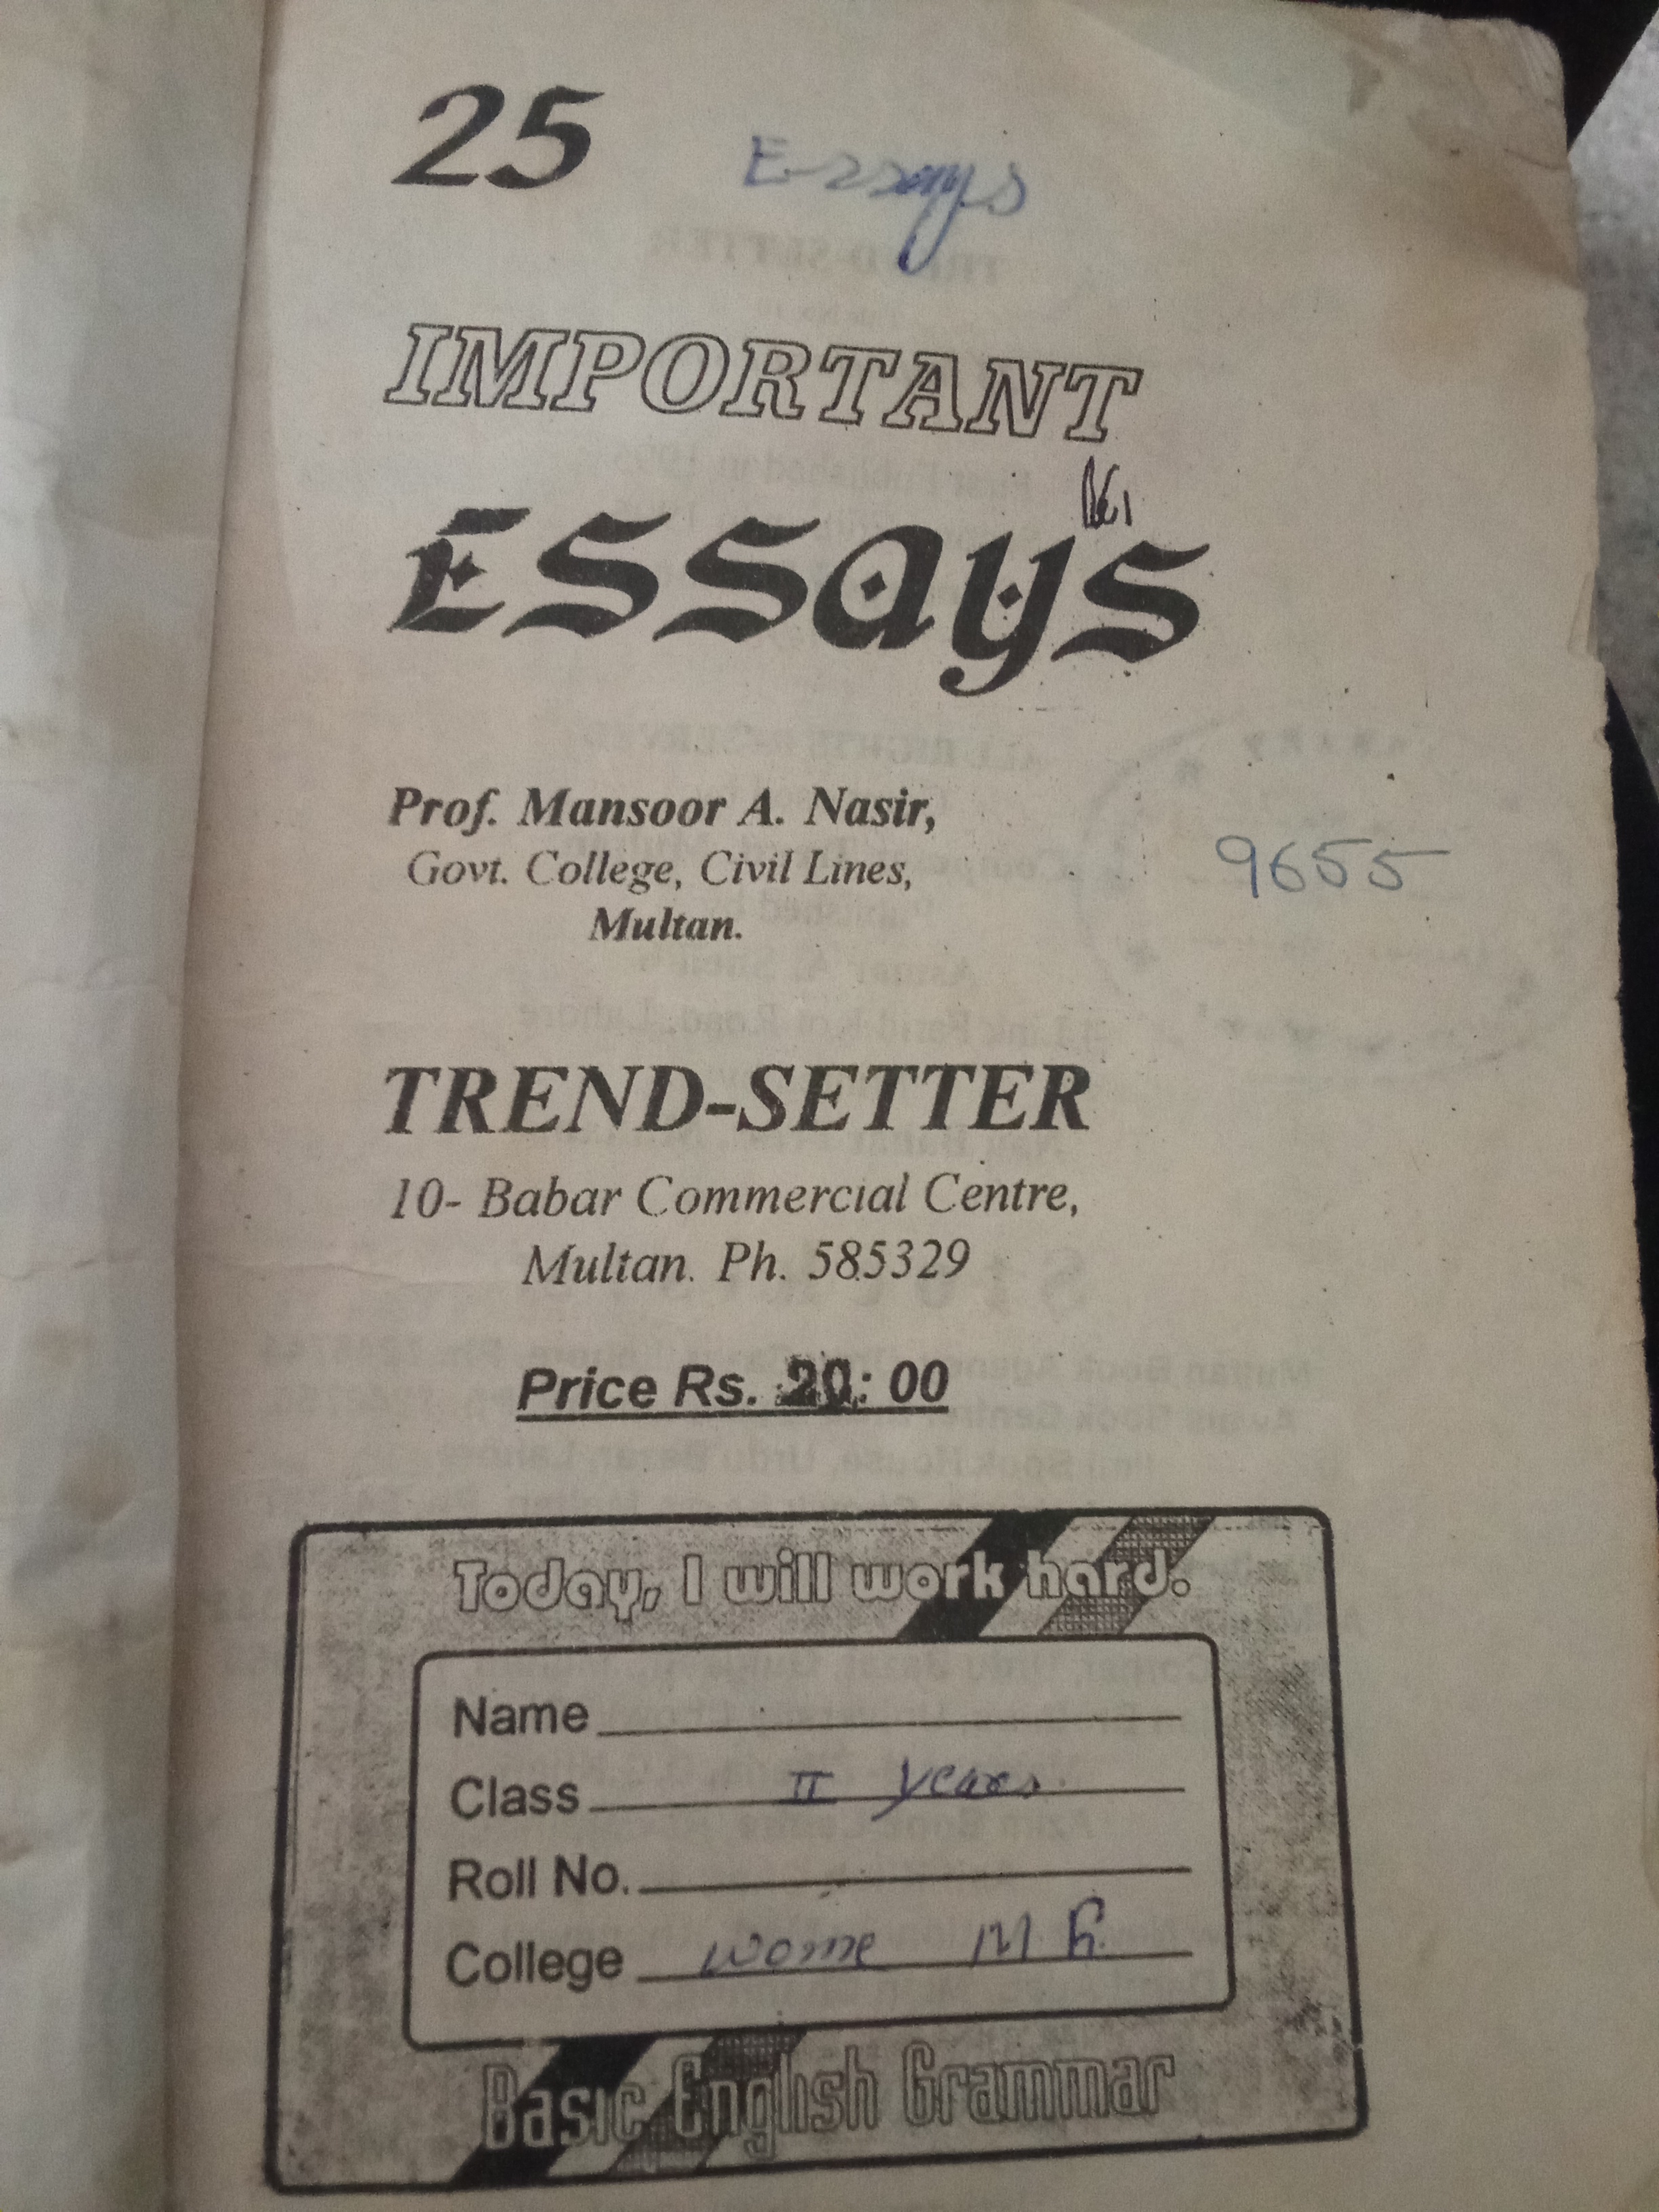 25 Essays
IMPORTANT
Essays
Prof. Mansoor A. Nasir,
Govt. College, Civil Lines,
Multan.
9655
TREND-SETTER
10- Babar Commercial Centre,
Multan. Ph. 585329
Price Rs. 20: 00
Today, I will work hard.
Name
Class II years
Roll No.
College wome M
Basic English Grammar